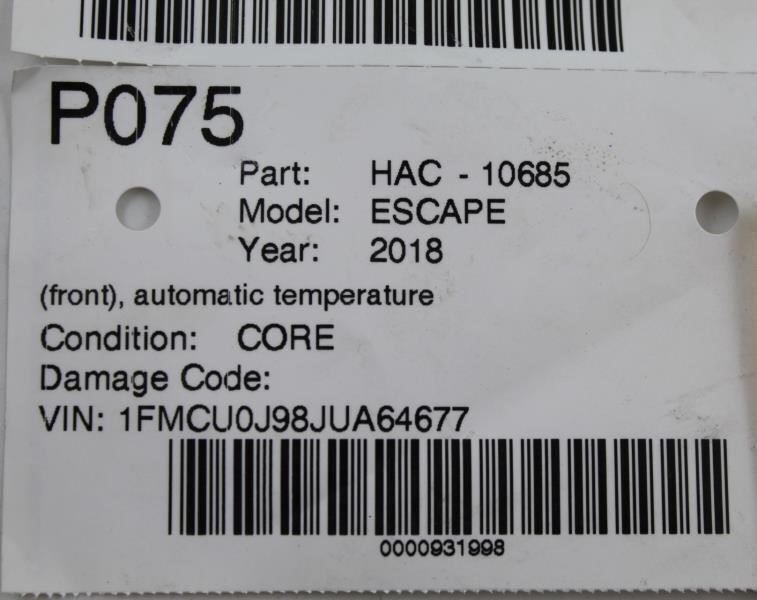 P075
Part: HAC - 10685
Model: ESCAPE
Year: 2018
(front), automatic temperature
Condition: CORE
Damage Code:
VIN: 1FMCU0J98JUA64677
0000931998